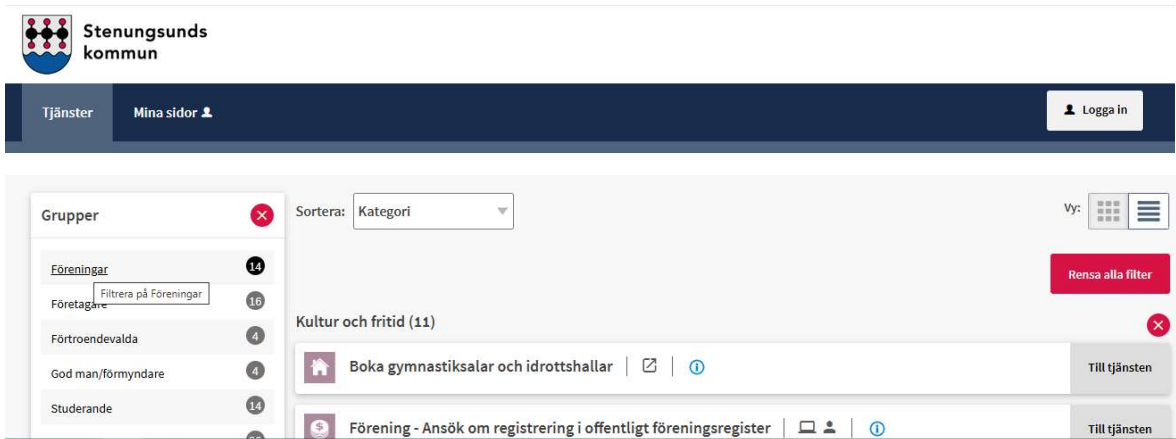 Stenungsunds
kommun
Tjänster
Mina sidor
Logga in
Grupper
Sortera:
Kategori
Vy:
Föreningar
14
Rensa alla filter
Filtrera på Föreningar
Företagare
16
Kultur och fritid (11)
Förtroendevalda
4
Boka gymnastiksalar och idrottshallar
Till tjänsten
God man/förmyndare
4
Studerande
14
Förening - Ansök om registrering i offentligt föreningsregister
Till tjänsten